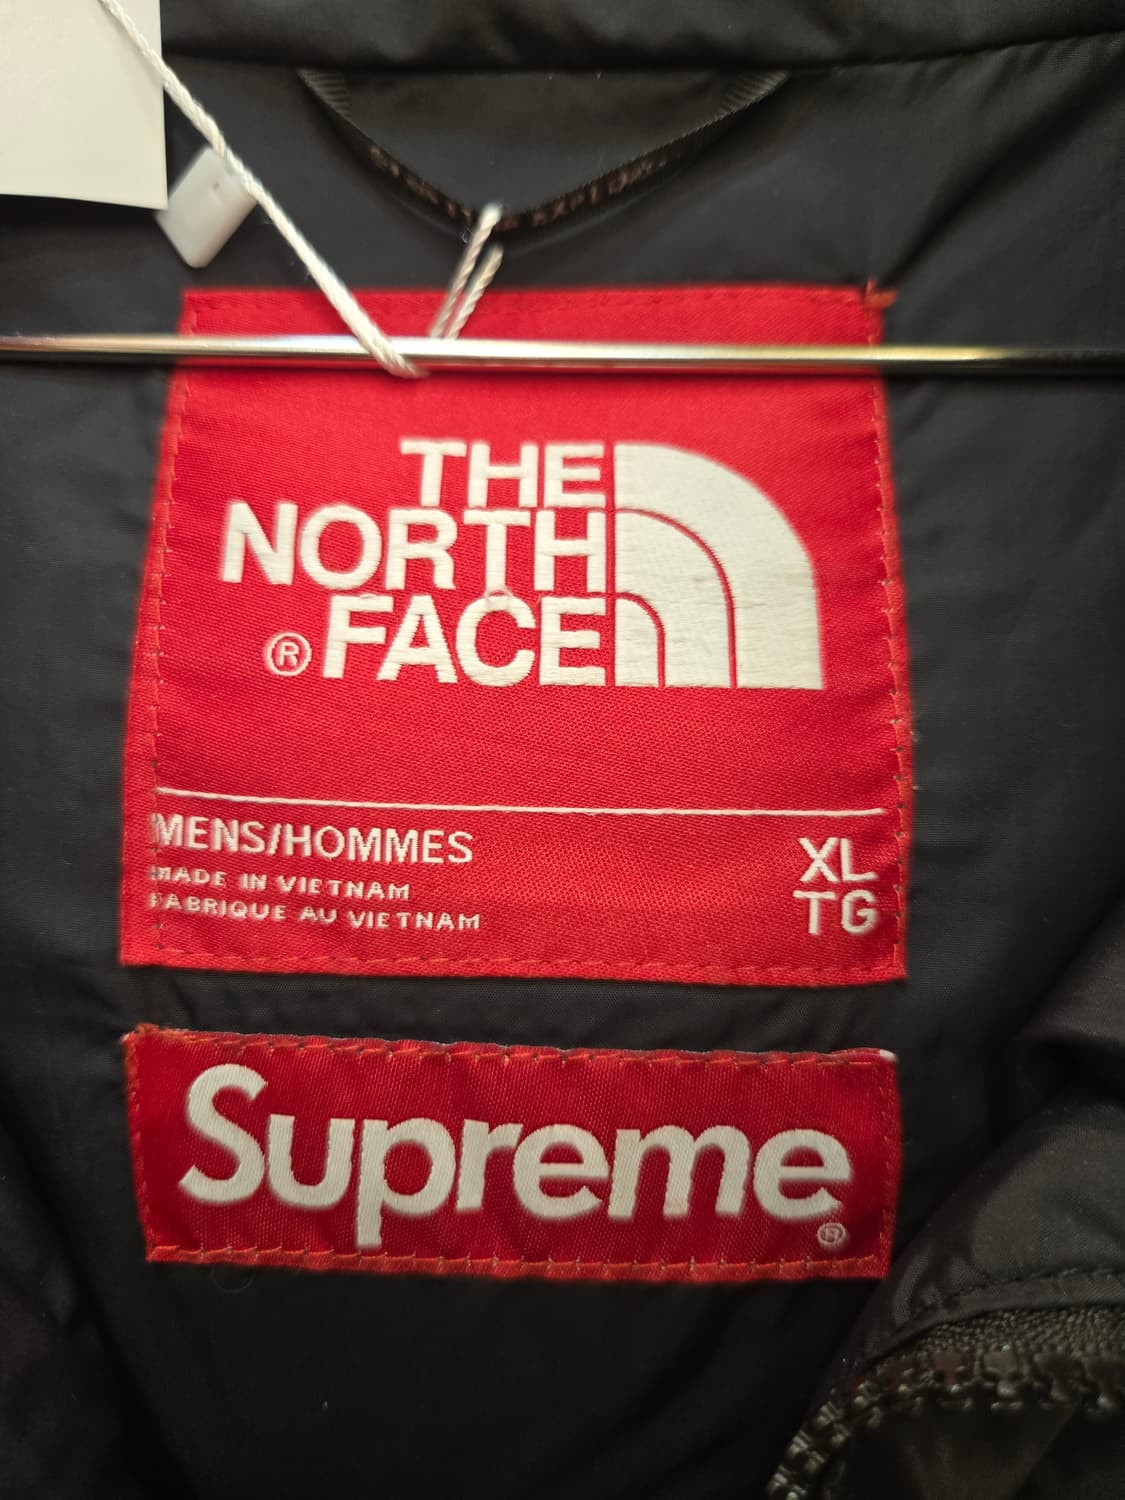 THE
NORTH
FACE
®
MENS/HOMMES
MADE IN VIETNAM
FABRIQUE AU VIETNAM
XL
TG
Supreme
®